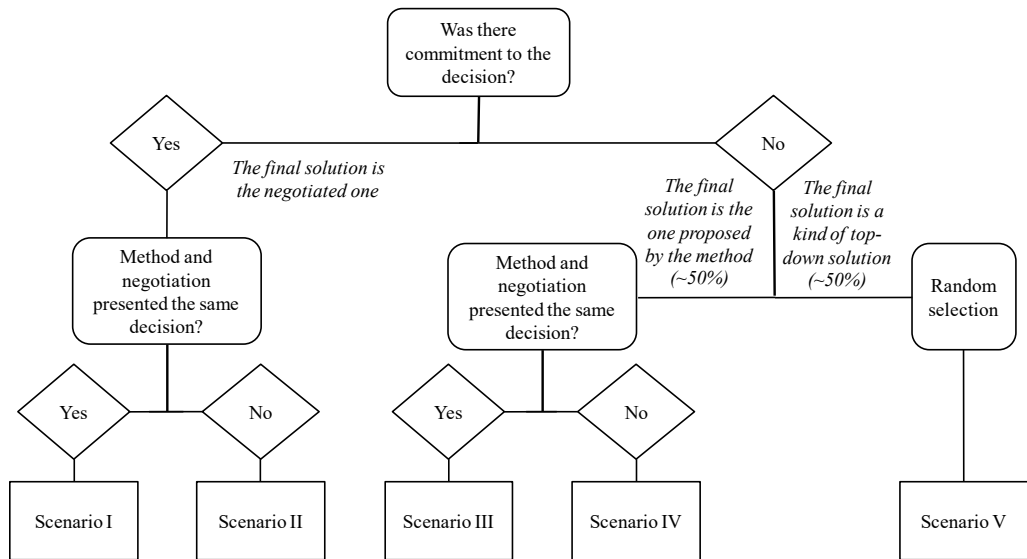 Was there
commitment to the
decision?
Yes
No
The final solution is
the negotiated one
The final
solution is the
one proposed
by the method
(~50%)
The final
solution is a
kind of top-
down solution
(~50%)
Method and
negotiation
presented the same
decision?
Method and
negotiation
presented the same
decision?
Random
selection
Yes
No
Yes
No
Scenario I
Scenario II
Scenario III
Scenario IV
Scenario V